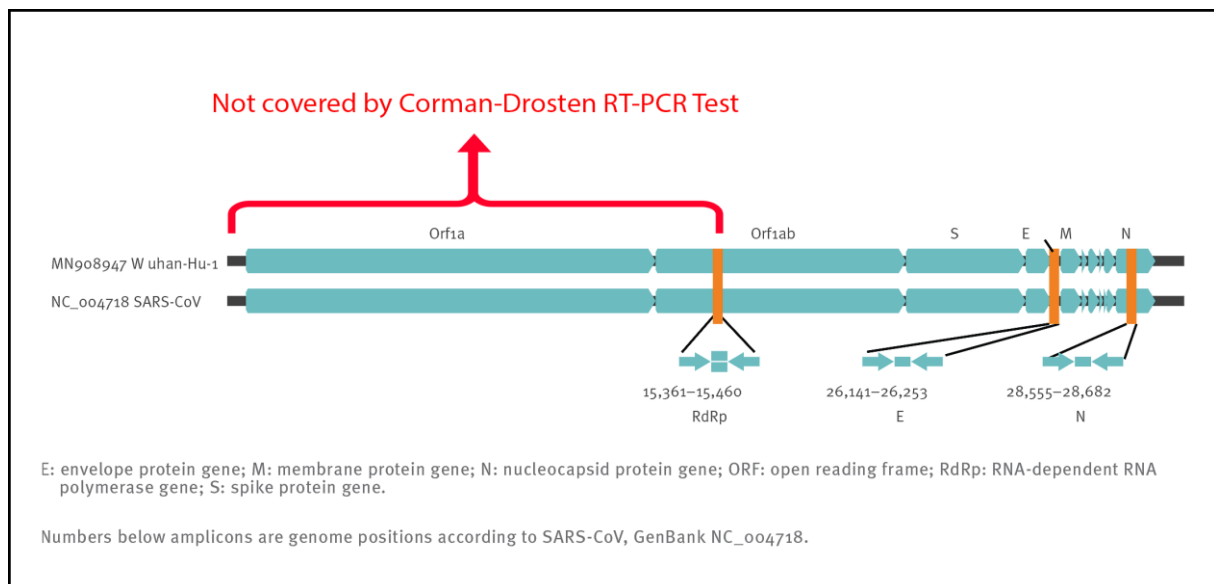 Not covered by Corman-Drosten RT-PCR Test
Orf1a Orf1ab S E M N
MN908947 W uhan-Hu-1
NC_004718 SARS-CoV
15,361–15,460 26,141–26,253 28,555–28,682
RdRp E N
E: envelope protein gene; M: membrane protein gene; N: nucleocapsid protein gene; ORF: open reading frame; RdRp: RNA-dependent RNA
polymerase gene; S: spike protein gene.
Numbers below amplicons are genome positions according to SARS-CoV, GenBank NC_004718.